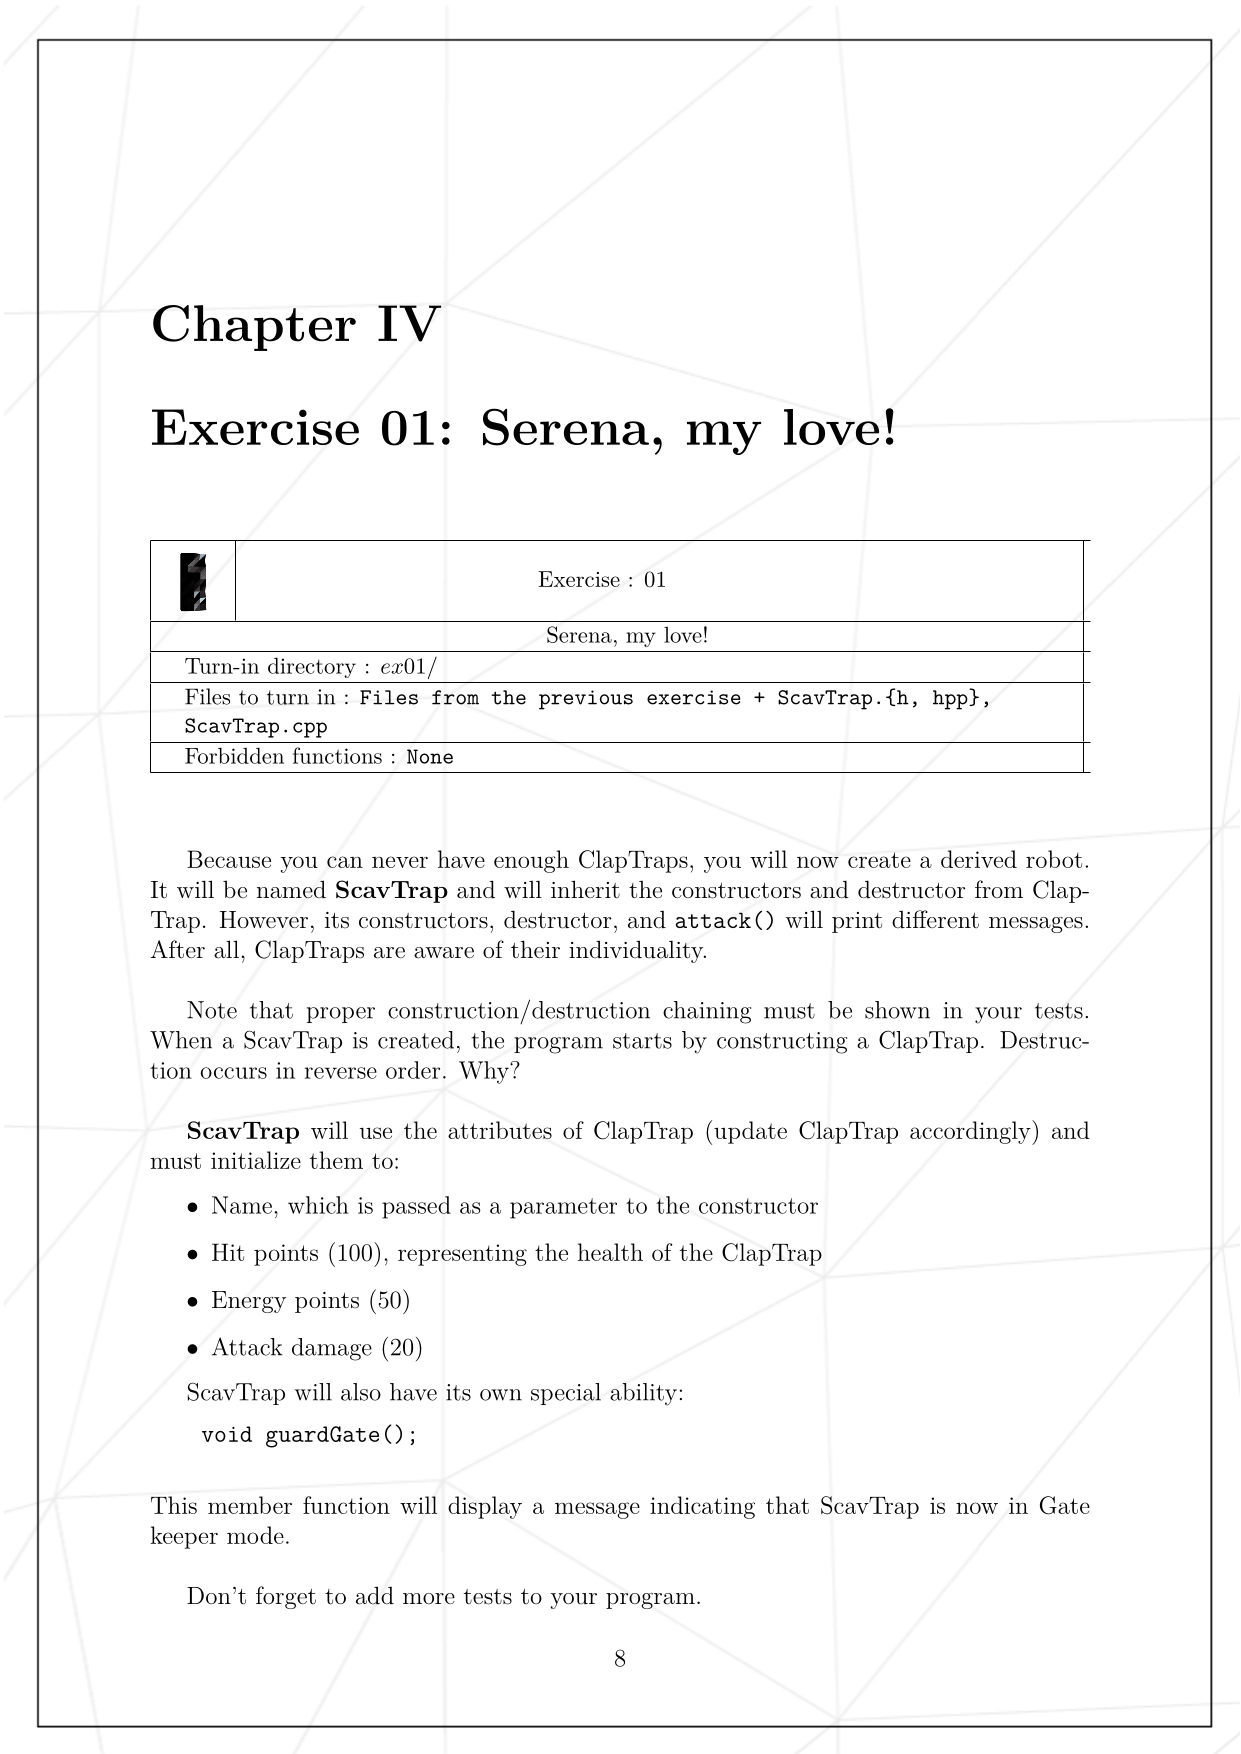 Chapter IV
Exercise 01: Serena, my love!
Exercise : 01
Serena, my love!
Turn-in directory : ex01/
Files to turn in : Files from the previous exercise + ScavTrap.{h, hpp},
ScavTrap.cpp
Forbidden functions : None
Because you can never have enough ClapTraps, you will now create a derived robot.
It will be named ScavTrap and will inherit the constructors and destructor from Clap-
Trap. However, its constructors, destructor, and attack() will print different messages.
After all, ClapTraps are aware of their individuality.
Note that proper construction/destruction chaining must be shown in your tests.
When a ScavTrap is created, the program starts by constructing a ClapTrap. Destruc-
tion occurs in reverse order. Why?
ScavTrap will use the attributes of ClapTrap (update ClapTrap accordingly) and
must initialize them to:
• Name, which is passed as a parameter to the constructor
• Hit points (100), representing the health of the ClapTrap
• Energy points (50)
• Attack damage (20)
ScavTrap will also have its own special ability:
void guardGate();
This member function will display a message indicating that ScavTrap is now in Gate
keeper mode.
Don't forget to add more tests to your program.
8